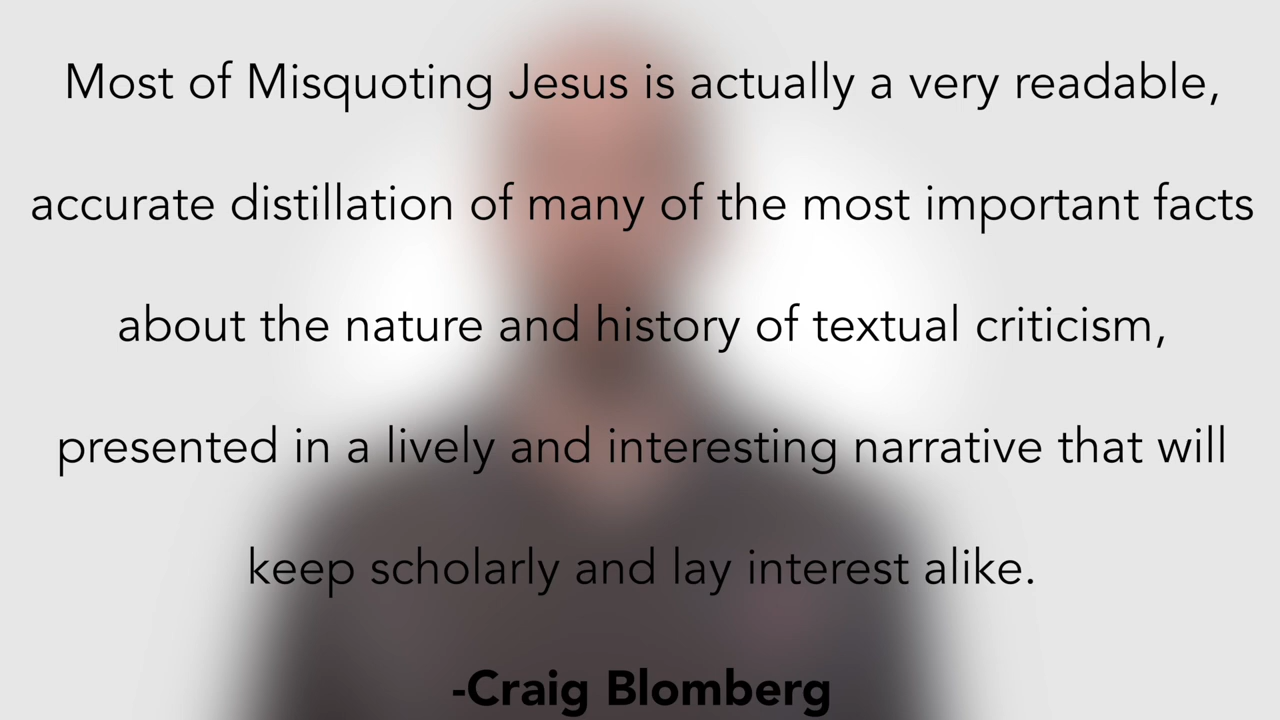 Most of Misquoting Jesus is actually a very readable,
accurate distillation of many of the most important facts
about the nature and history of textual criticism,
presented in a lively and interesting narrative that will
keep scholarly and lay interest alike.
-Craig Blomberg